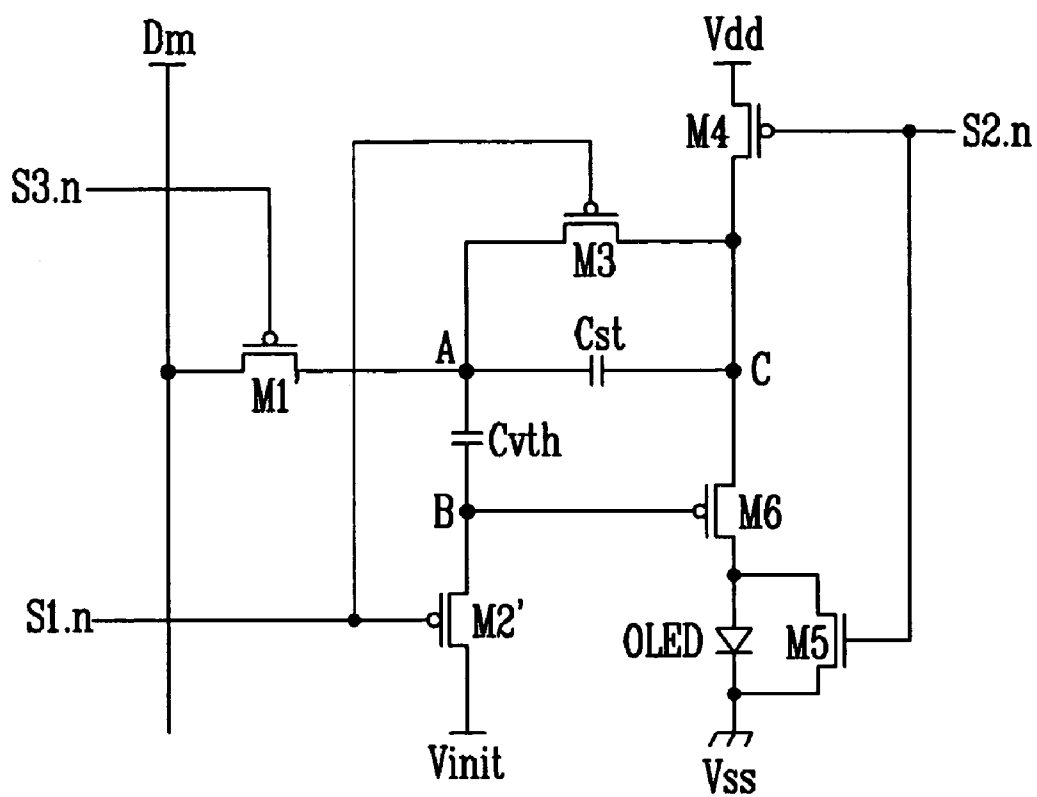 Dm
Vdd
M4
S2.n
S3.n
M3
A
Cst
C
M1'
Cvth
B
M6
S1.n
M2'
OLED
M5
Vinit
Vss